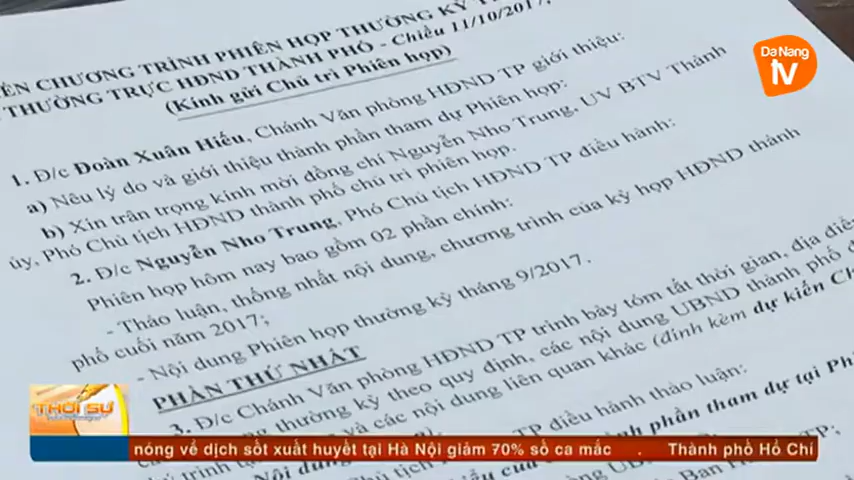 Da Nang
tv
CHƯƠNG TRÌNH PHIÊN HỌP THƯỜNG KỲ
THƯỜNG TRỰC HĐND THÀNH PHỐ - Chiều 11/10/2017,
(Kính gửi Chủ trì Phiên họp)
1. Đ/c Đoàn Xuân Hiếu, Chánh Văn phòng HĐND TP giới thiệu:
a) Nêu lý do và giới thiệu thành phần tham dự Phiên họp:
b) Xin trân trọng kính mời đồng chí Nguyễn Nho Trung, UV BTV Thành
ủy, Phó Chủ tịch HĐND thành phố chủ trì phiên họp.
2. Đ/c Nguyễn Nho Trung, Phó Chủ tịch HĐND TP điều hành:
Phiên họp hôm nay bao gồm 02 phần chính:
- Thảo luận, thống nhất nội dung, chương trình của kỳ họp HĐND thành
phố cuối năm 2017;
- Nội dung Phiên họp thường kỳ tháng 9/2017.
PHẦN THỨ NHẤT
3. Đ/c Chánh Văn phòng HĐND TP trình bày tóm tắt thời gian, địa
thường kỳ theo quy định, các nội dung UBND thành phố
và các nội dung liên quan khác (đính kèm dự kiến
TP điều hành thảo luận:
phần tham dự tại
THỜI SỰ
nóng về dịch sốt xuất huyết tại Hà Nội giảm 70% số ca mắc . Thành phố Hồ Chí